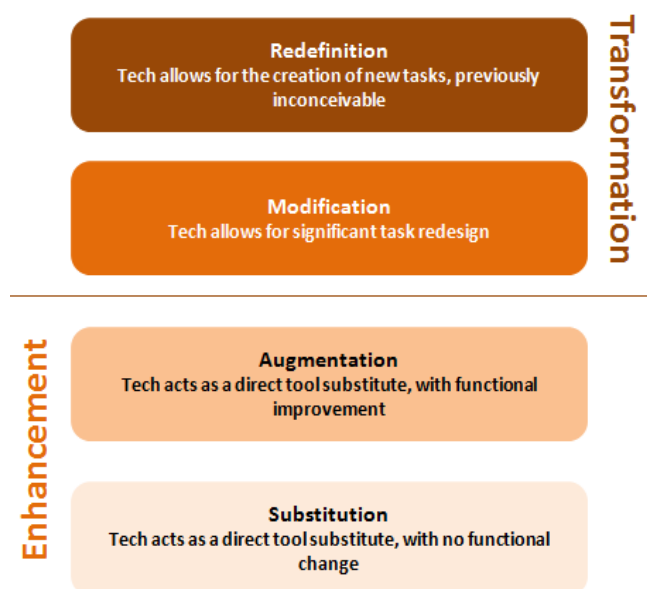 Redefinition
Tech allows for the creation of new tasks, previously
inconceivable
Transformation
Modification
Tech allows for significant task redesign
Enhancement
Augmentation
Tech acts as a direct tool substitute, with functional
improvement
Substitution
Tech acts as a direct tool substitute, with no functional
change